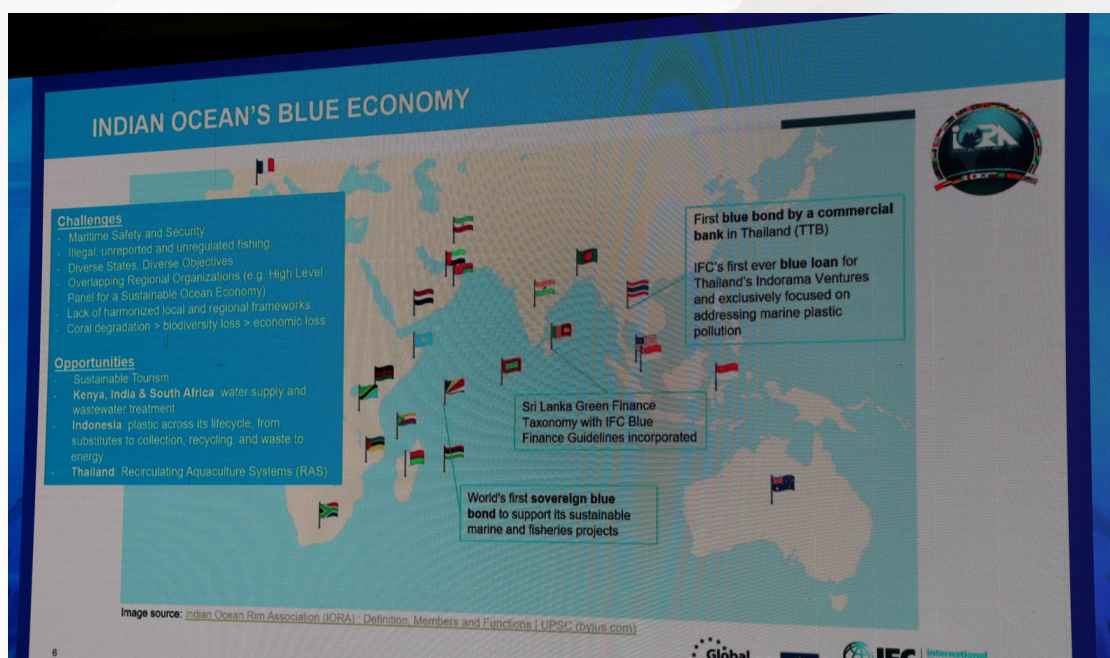 INDIAN OCEAN'S BLUE ECONOMY
IORA
Challenges
- Maritime Safety and Security
- Illegal, unreported and unregulated fishing
- Diverse States, Diverse Objectives
- Overlapping Regional Organizations (e.g. High Level
Panel for a Sustainable Ocean Economy)
- Lack of harmonized local and regional frameworks
- Coral degradation > biodiversity loss > economic loss
Opportunities
- Sustainable Tourism
- Kenya, India & South Africa: water supply and
wastewater treatment
- Indonesia: plastic across its lifecycle, from
substitutes to collection, recycling, and waste to
energy
- Thailand: Recirculating Aquaculture Systems (RAS)
First blue bond by a commercial
bank in Thailand (TTB)
IFC's first ever blue loan for
Thailand's Indorama Ventures
and exclusively focused on
addressing marine plastic
pollution
Sri Lanka Green Finance
Taxonomy with IFC Blue
Finance Guidelines incorporated
World's first sovereign blue
bond to support its sustainable
marine and fisheries projects
Image source: Indian Ocean Rim Association (IORA) : Definition, Members and Functions | UPSC (byjus.com)
6
Global
IFC
International